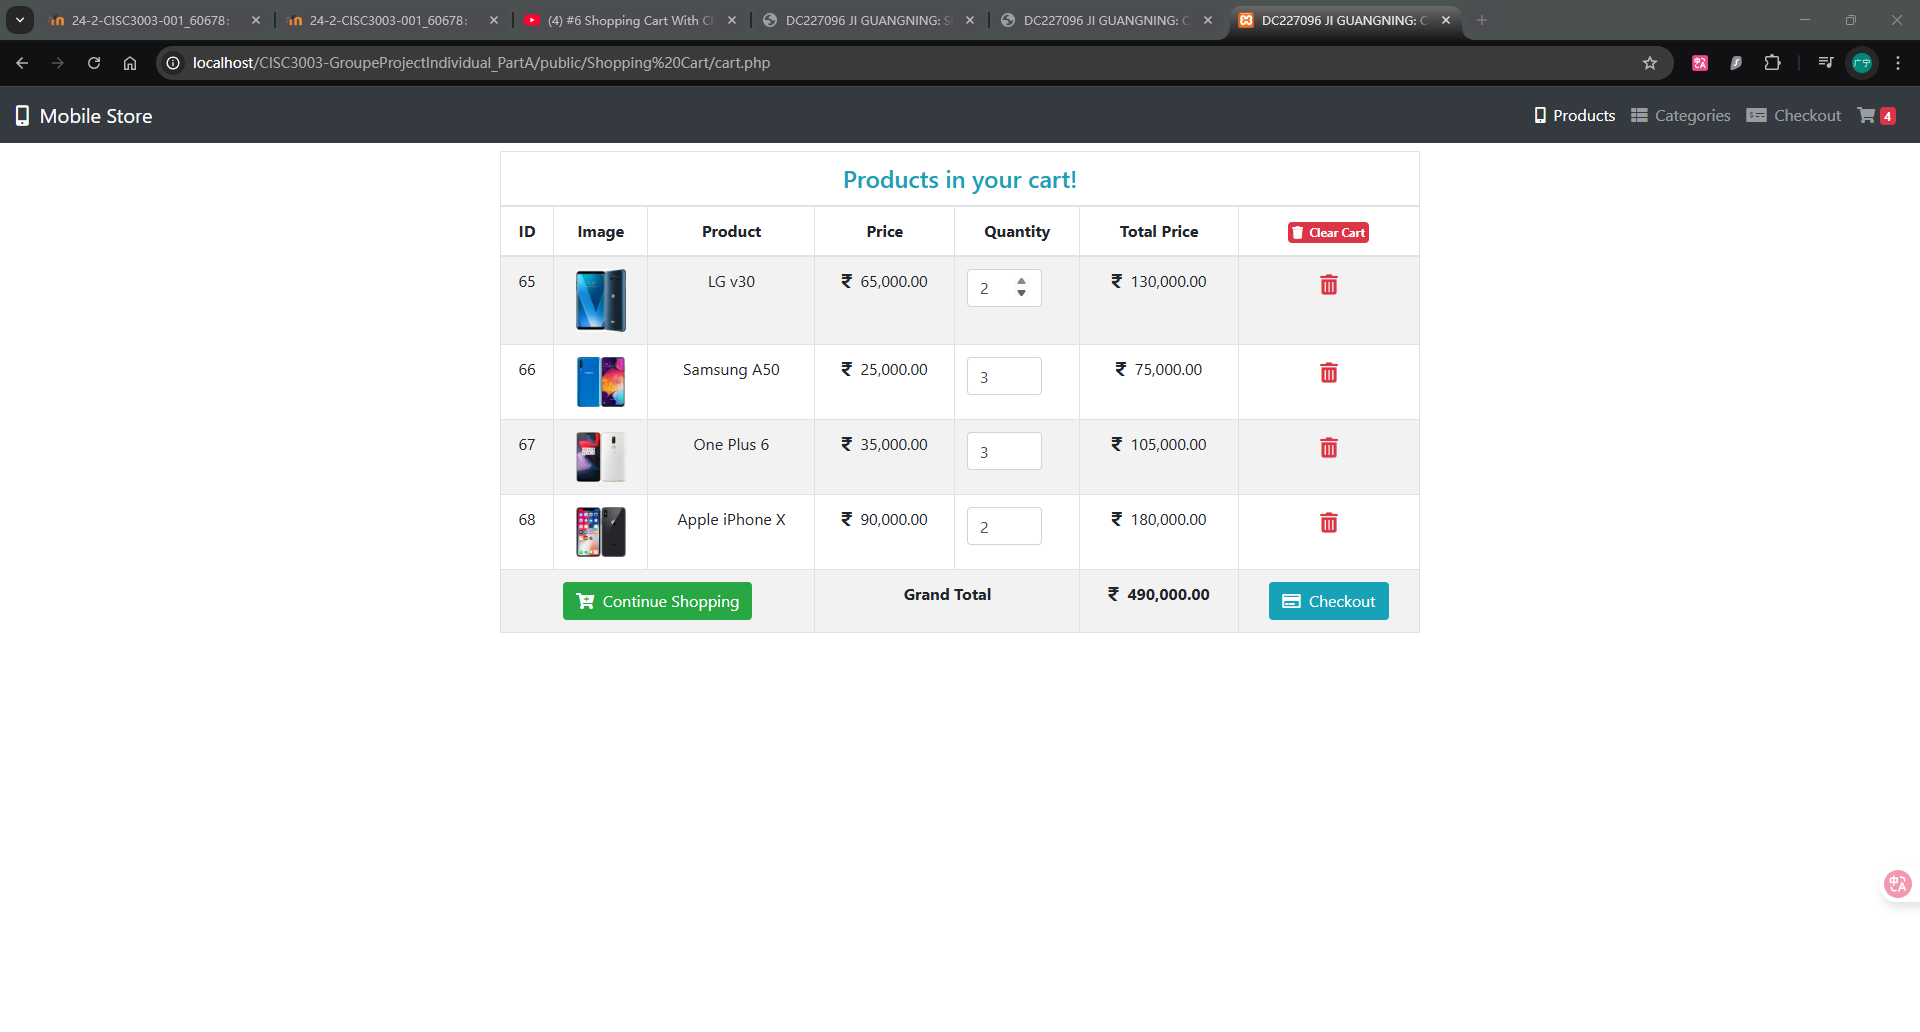 24-2-CISC3003-001_60678:
24-2-CISC3003-001_60678:
(4) #6 Shopping Cart With C
DC227096 JI GUANGNING: S
DC227096 JI GUANGNING: C
DC227096 JI GUANGNING: C
localhost/CISC3003-GroupeProjectIndividual_PartA/public/Shopping%20Cart/cart.php
广宁
Mobile Store
Products
Categories
Checkout
4
Products in your cart!
ID Image Product Price Quantity Total Price Clear Cart
65 LG v30 ₹ 65,000.00 2 ₹ 130,000.00
66 Samsung A50 ₹ 25,000.00 3 ₹ 75,000.00
67 One Plus 6 ₹ 35,000.00 3 ₹ 105,000.00
68 Apple iPhone X ₹ 90,000.00 2 ₹ 180,000.00
Continue Shopping Grand Total ₹ 490,000.00 Checkout